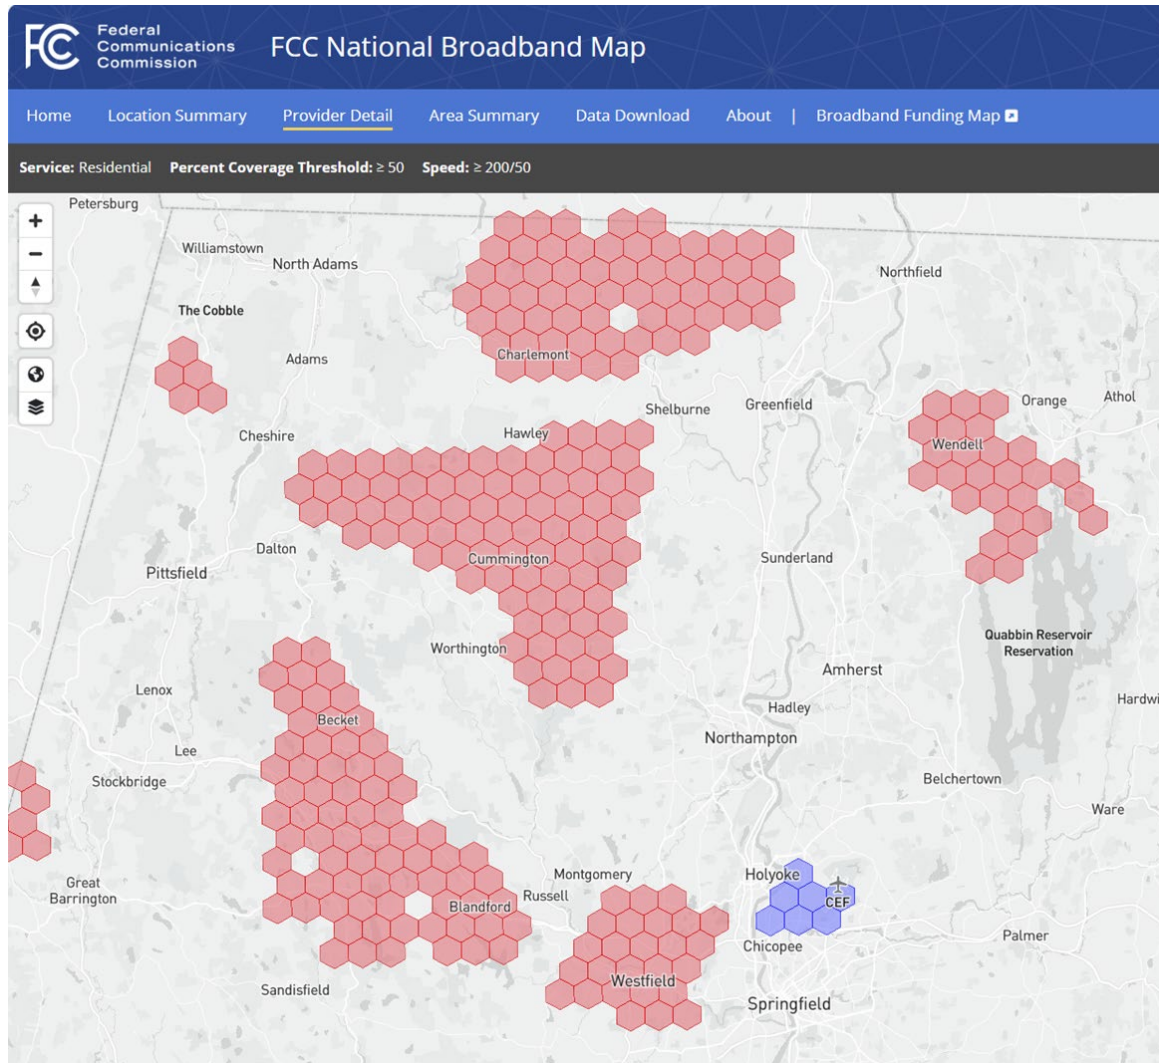 FCC Federal
Communications
Commission
FCC National Broadband Map
Home Location Summary Provider Detail Area Summary Data Download About | Broadband Funding Map
Service: Residential Percent Coverage Threshold: ≥ 50 Speed: ≥ 200/50
Petersburg
Williamstown
North Adams
Northfield
The Cobble
Charlemont
Adams
Orange
Athol
Shelburne
Greenfield
Cheshire
Hawley
Wendell
Dalton
Cummington
Sunderland
Pittsfield
Worthington
Quabbin Reservoir
Reservation
Amherst
Lenox
Hardwi
Hadley
Becket
Northampton
Lee
Stockbridge
Belchertown
Ware
Great
Barrington
Montgomery
Holyoke
Russell
CEF
Blandford
Palmer
Chicopee
Westfield
Sandisfield
Springfield